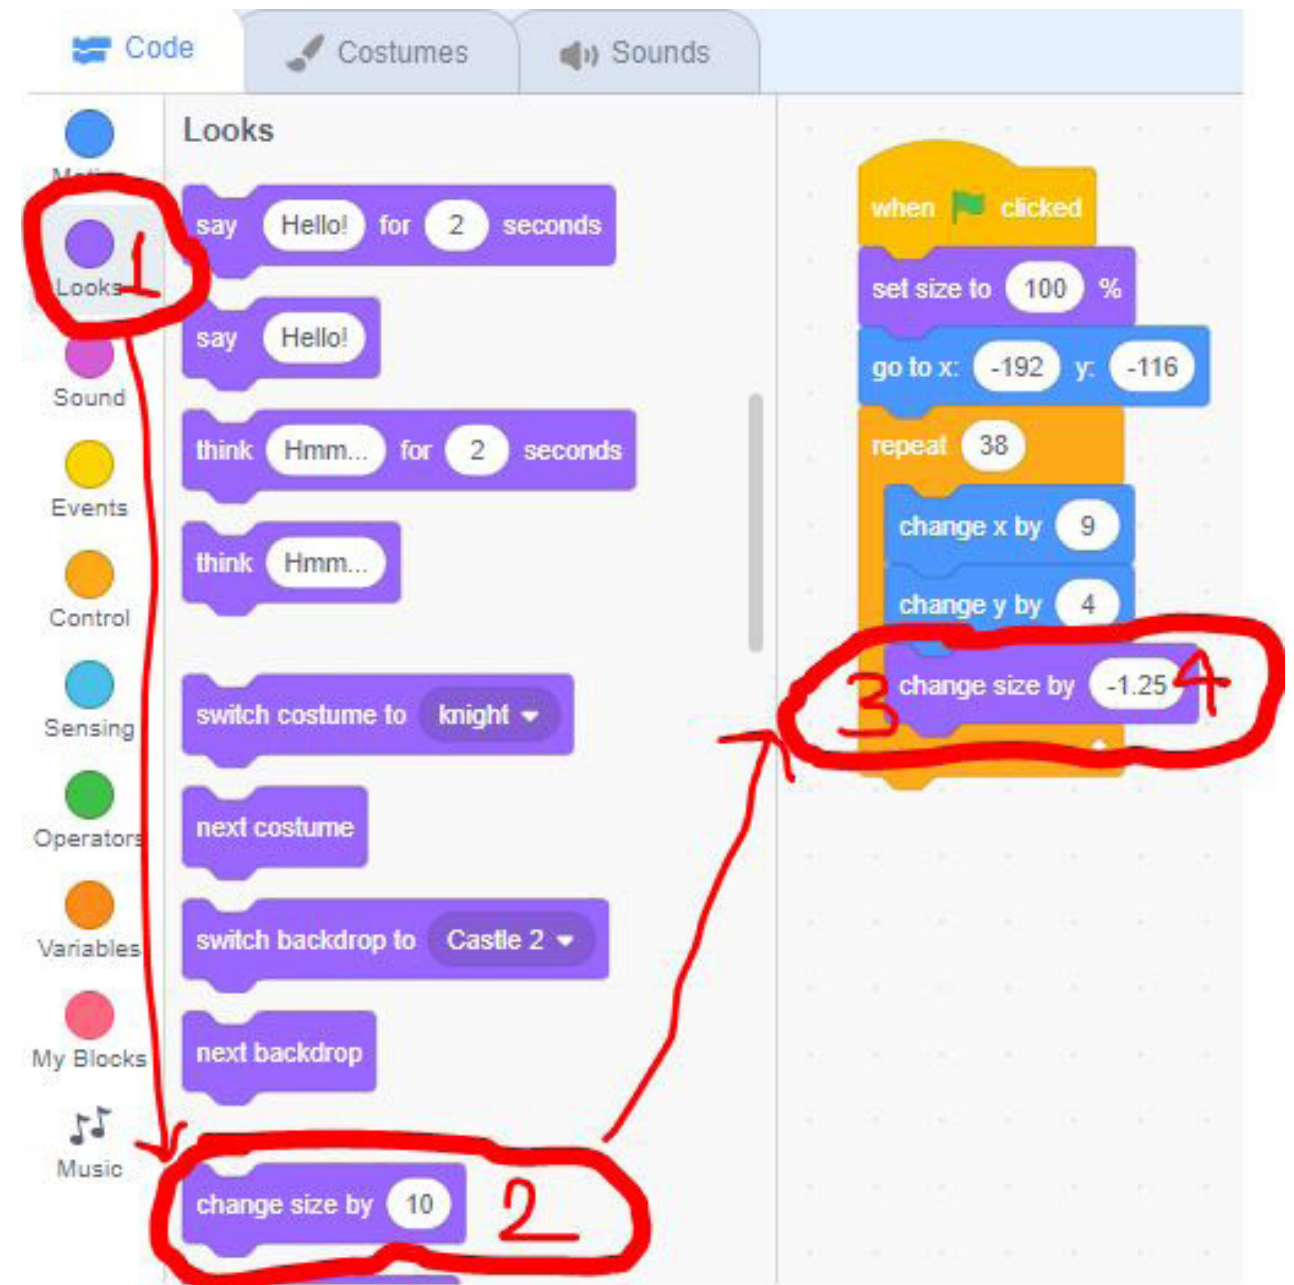 Code Costumes Sounds
Motion
Looks
Sound
Events
Control
Sensing
Operators
Variables
My Blocks
Music
Looks
say Hello! for 2 seconds
say Hello!
think Hmm... for 2 seconds
think Hmm...
switch costume to knight
next costume
switch backdrop to Castle 2
next backdrop
change size by 10
when clicked
set size to 100 %
go to x: -192 y: -116
repeat 38
change x by 9
change y by 4
change size by -1.25
1
2
3
4